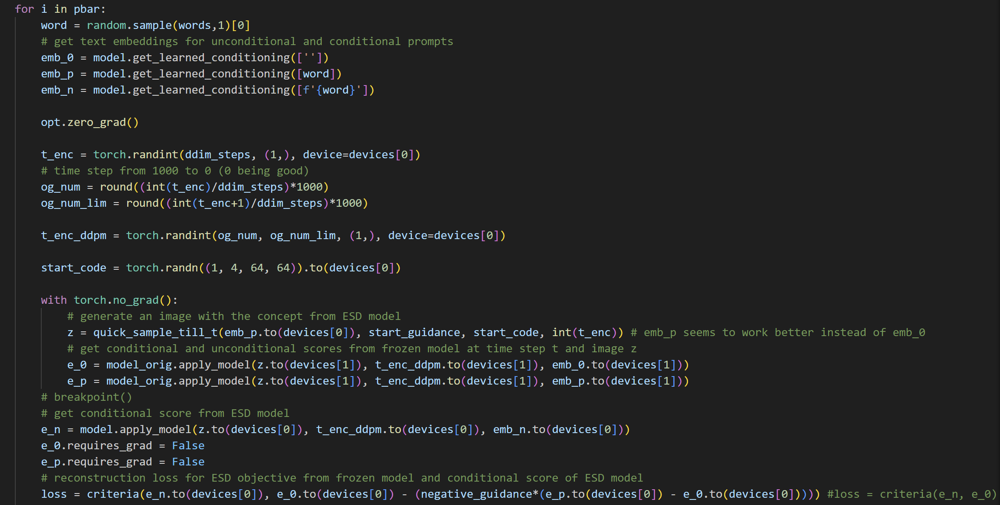 for i in pbar:
    word = random.sample(words,1)[0]
    # get text embeddings for unconditional and conditional prompts
    emb_0 = model.get_learned_conditioning([''])
    emb_p = model.get_learned_conditioning([word])
    emb_n = model.get_learned_conditioning([f'{word}'])
    opt.zero_grad()
    t_enc = torch.randint(ddim_steps, (1,), device=devices[0])
    # time step from 1000 to 0 (0 being good)
    og_num = round((int(t_enc)/ddim_steps)*1000)
    og_num_lim = round((int(t_enc+1)/ddim_steps)*1000)
    t_enc_ddpm = torch.randint(og_num, og_num_lim, (1,), device=devices[0])
    start_code = torch.randn((1, 4, 64, 64)).to(devices[0])
    with torch.no_grad():
        # generate an image with the concept from ESD model
        z = quick_sample_till_t(emb_p.to(devices[0]), start_guidance, start_code, int(t_enc)) # emb_p seems to work better instead of emb_0
        # get conditional and unconditional scores from frozen model at time step t and image z
        e_0 = model_orig.apply_model(z.to(devices[1]), t_enc_ddpm.to(devices[1]), emb_0.to(devices[1]))
        e_p = model_orig.apply_model(z.to(devices[1]), t_enc_ddpm.to(devices[1]), emb_p.to(devices[1]))
    # breakpoint()
    # get conditional score from ESD model
    e_n = model.apply_model(z.to(devices[0]), t_enc_ddpm.to(devices[0]), emb_n.to(devices[0]))
    e_0.requires_grad = False
    e_p.requires_grad = False
    # reconstruction loss for ESD objective from frozen model and conditional score of ESD model
    loss = criteria(e_n.to(devices[0]), e_0.to(devices[0]) - (negative_guidance*(e_p.to(devices[0]) - e_0.to(devices[0])))) #loss = criteria(e_n, e_0)